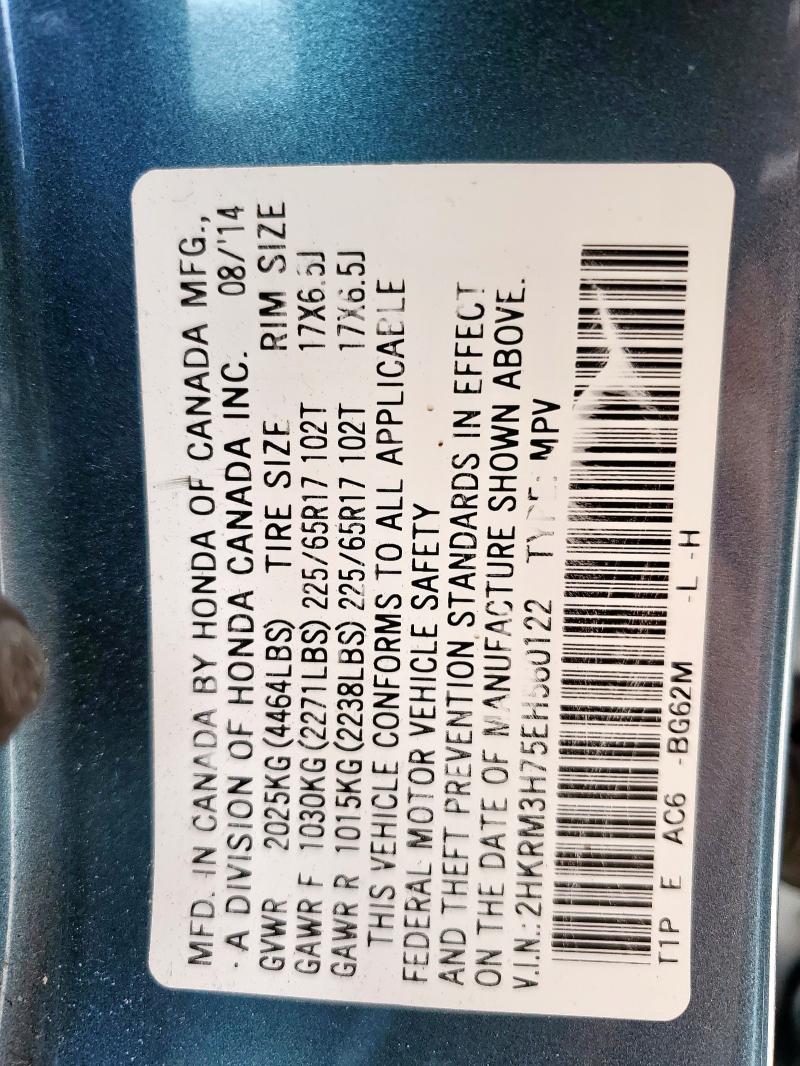 MFD. IN CANADA BY HONDA OF CANADA MFG.,
A DIVISION OF HONDA CANADA INC. 08/'14
GVWR 2025KG(4464LBS) TIRE SIZE RIM SIZE
GAWR F 1030KG(2271LBS) 225/65R17 102T 17X6.5J
GAWR R 1015KG(2238LBS) 225/65R17 102T 17X6.5J
THIS VEHICLE CONFORMS TO ALL APPLICABLE
FEDERAL MOTOR VEHICLE SAFETY
AND THEFT PREVENTION STANDARDS IN EFFECT
ON THE DATE OF MANUFACTURE SHOWN ABOVE.
V.I.N.:2HKRM3H75EH560122 TYPE: MPV
T1P E AC6 -BG62M -L -H